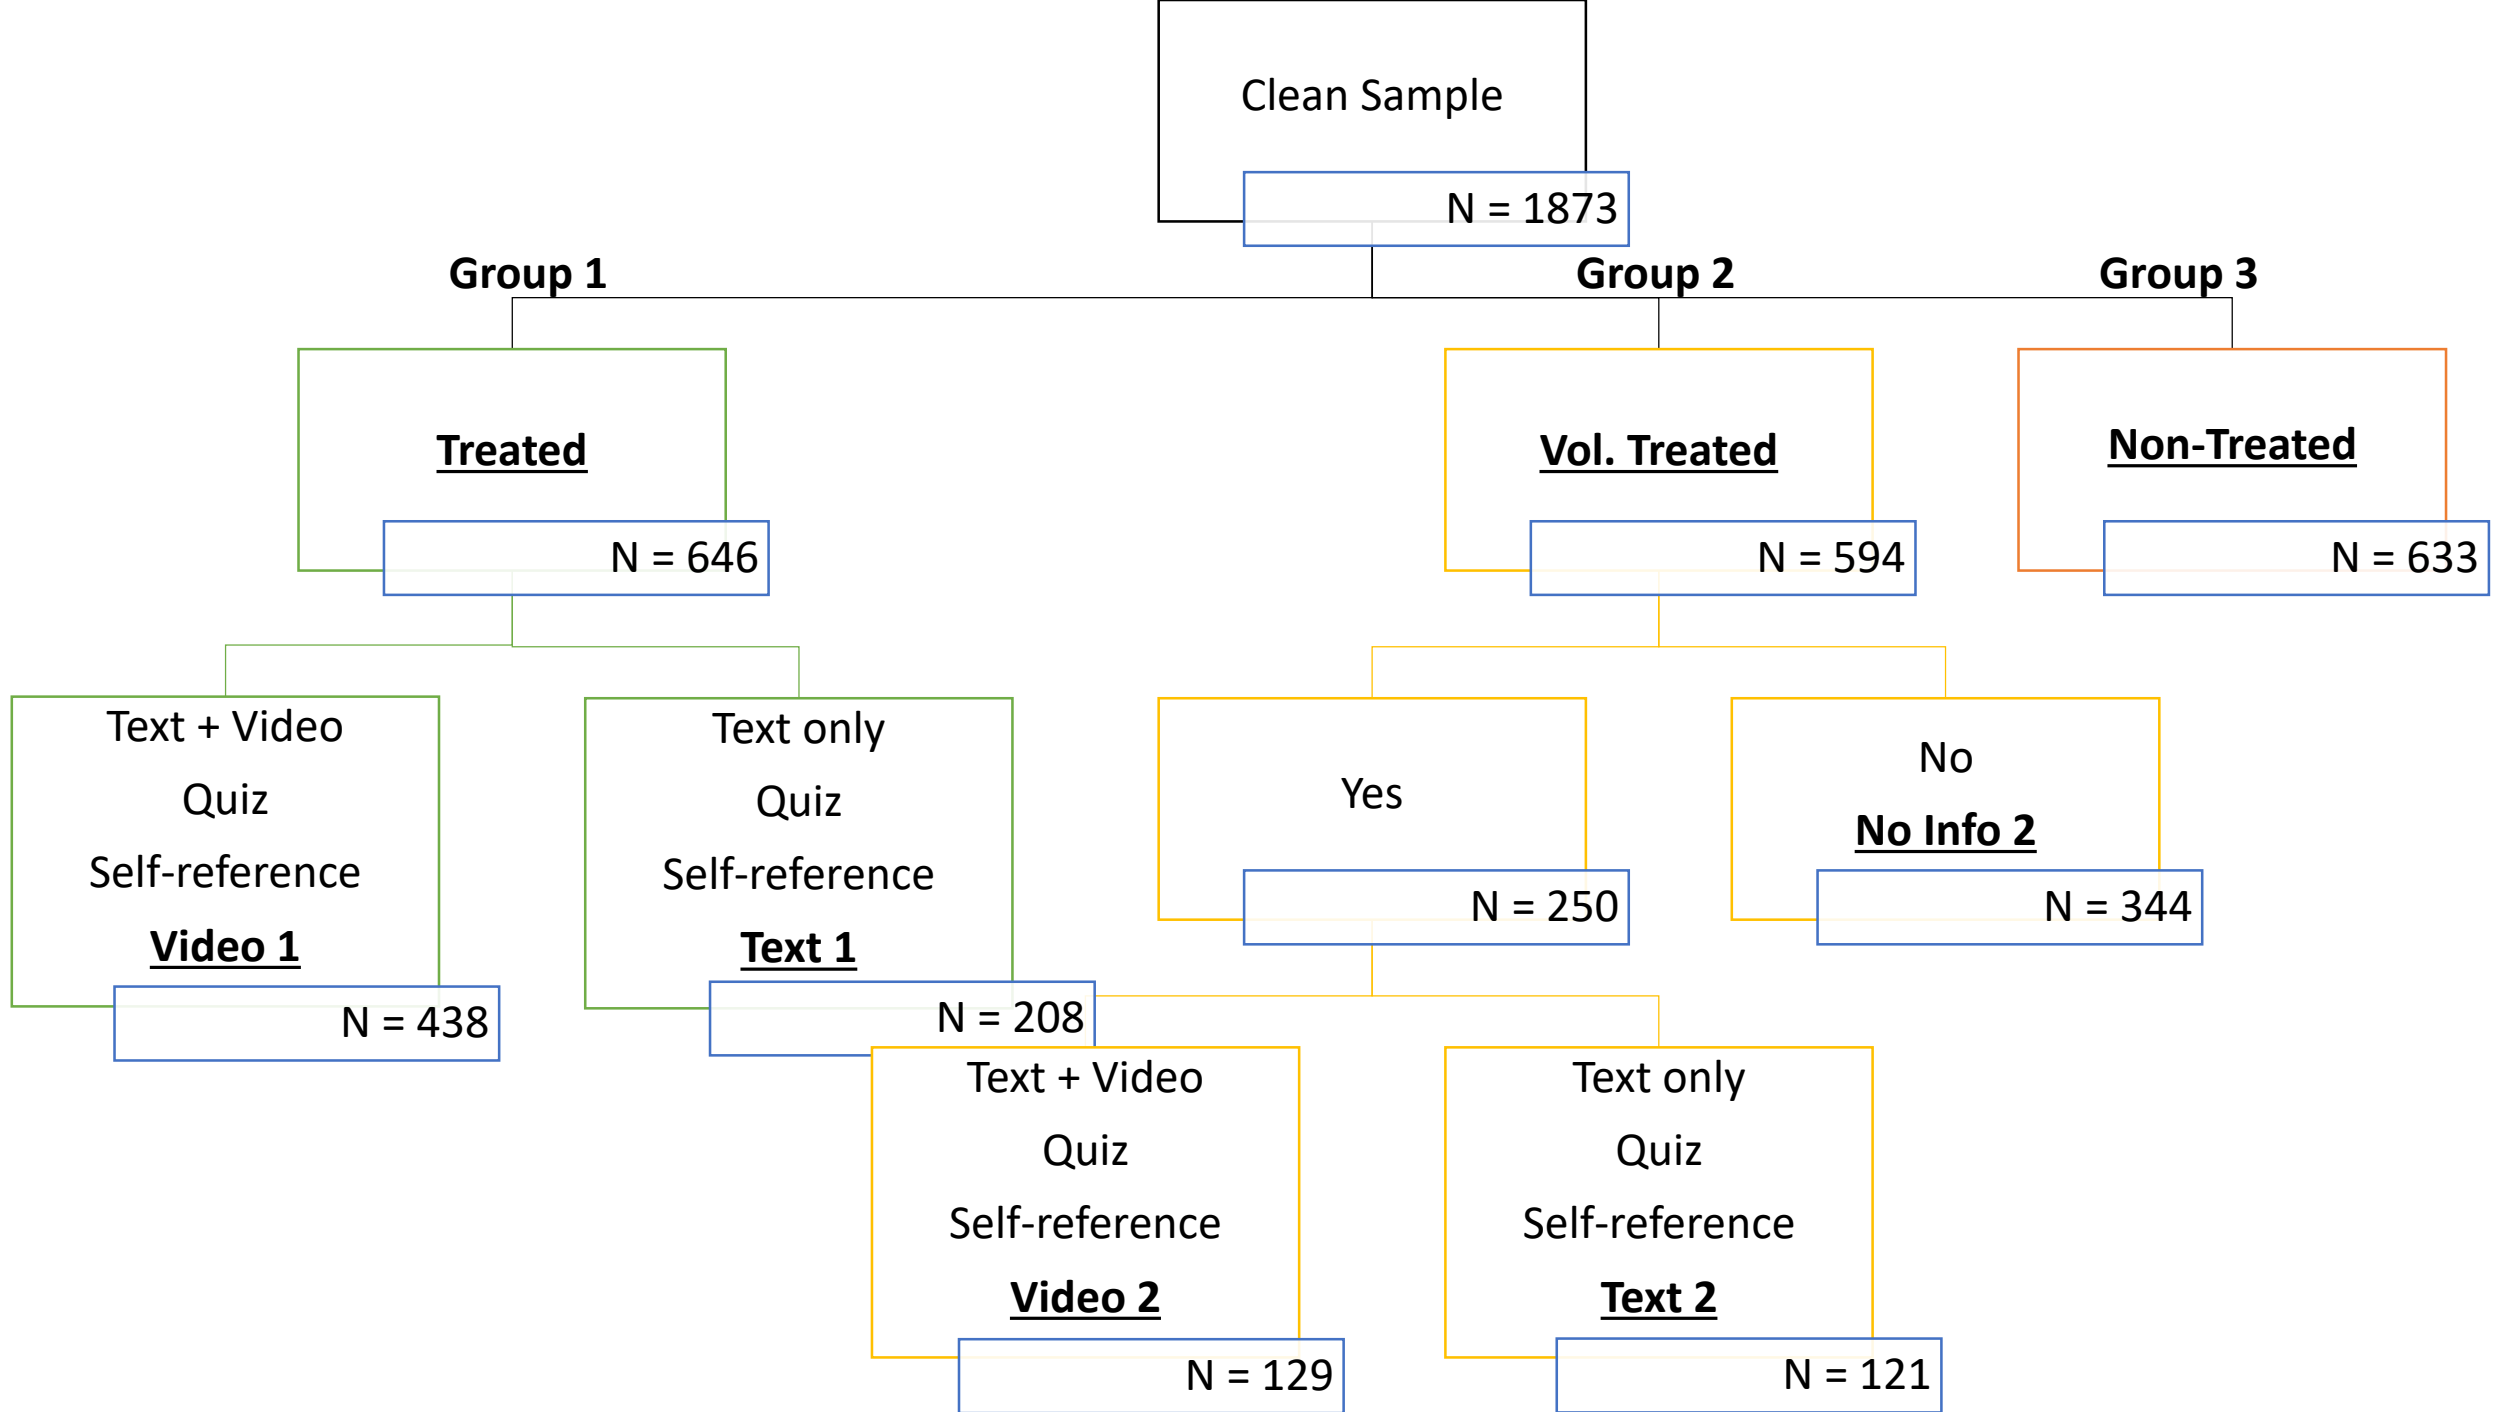 Clean Sample
N = 1873
Group 1
Group 2
Group 3
Treated
N = 646
Vol. Treated
N = 594
Non-Treated
N = 633
Text + Video
Quiz
Self-reference
Video 1
N = 438
Text only
Quiz
Self-reference
Text 1
N = 208
Yes
N = 250
No
No Info 2
N = 344
Text + Video
Quiz
Self-reference
Video 2
N = 129
Text only
Quiz
Self-reference
Text 2
N = 121